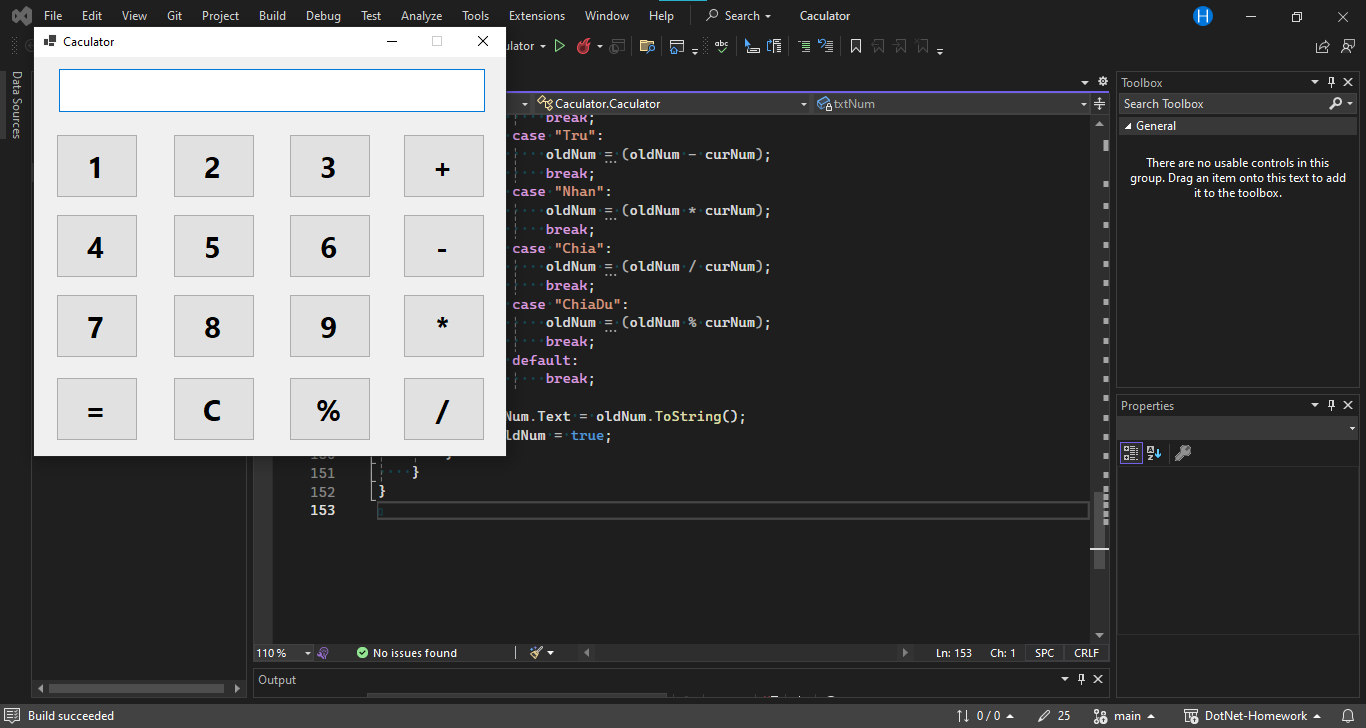 File Edit View Git Project Build Debug Test Analyze Tools Extensions Window Help Search Caculator H
Caculator
Data Sources
1 2 3 +
4 5 6 -
7 8 9 *
= C % /
Caculator.Caculator txtNum
break;
case "Tru":
oldNum = (oldNum - curNum);
break;
case "Nhan":
oldNum = (oldNum * curNum);
break;
case "Chia":
oldNum = (oldNum / curNum);
break;
case "ChiaDu":
oldNum = (oldNum % curNum);
break;
default:
break;
Num.Text = oldNum.ToString();
ldNum = true;
151 }
152 }
153
110 % No issues found Ln: 153 Ch: 1 SPC CRLF
Output
Toolbox
Search Toolbox
General
There are no usable controls in this
group. Drag an item onto this text to add
it to the toolbox.
Properties
Build succeeded 0 / 0 25 main DotNet-Homework